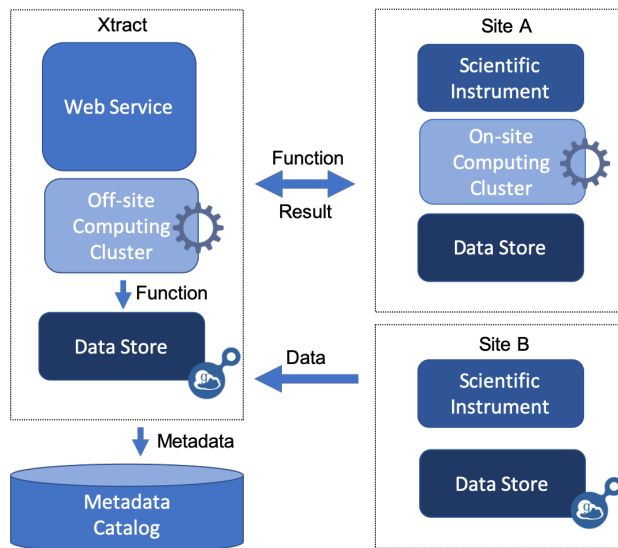 Xtract
Web Service
Off-site
Computing
Cluster
Function
Data Store
g
Metadata
Metadata
Catalog
Function
Result
Data
Site A
Scientific
Instrument
On-site
Computing
Cluster
Data Store
Site B
Scientific
Instrument
Data Store
g